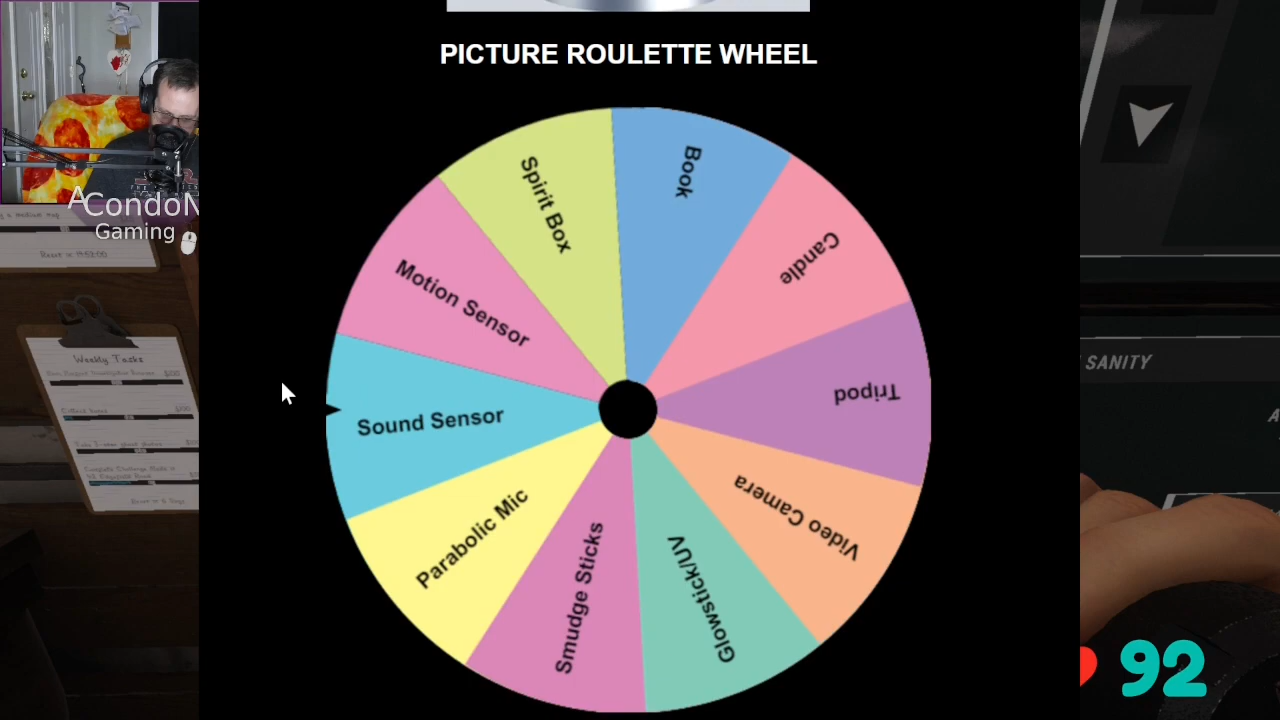 PICTURE ROULETTE WHEEL
Book
Candle
Tripod
Video Camera
Glowstick/UV
Smudge Sticks
Parabolic Mic
Sound Sensor
Motion Sensor
Spirit Box
Gaming
Weekly Tasks
SANITY
92